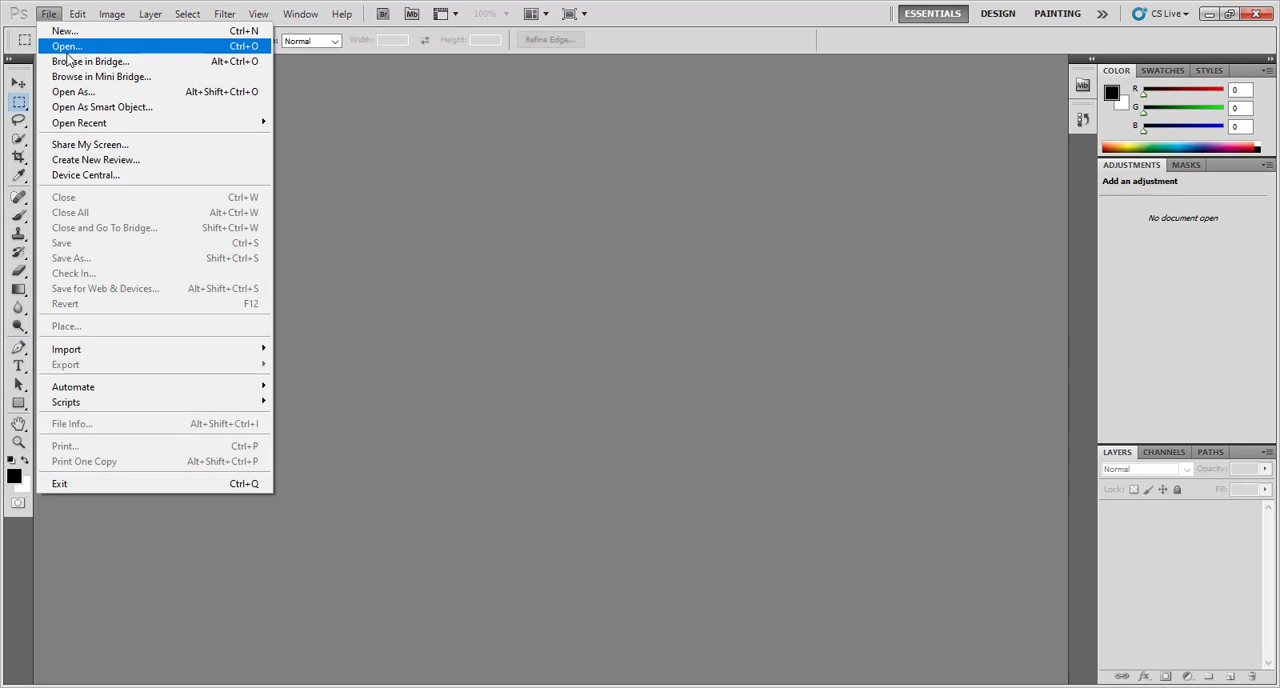 Ps File Edit Image Layer Select Filter View Window Help Br Mb 100% ESSENTIALS DESIGN PAINTING CS Live
Normal Width: Height: Refine Edge...
New... Ctrl+N
Open... Ctrl+O
Browse in Bridge... Alt+Ctrl+O
Browse in Mini Bridge...
Open As... Alt+Shift+Ctrl+O
Open As Smart Object...
Open Recent
Share My Screen...
Create New Review...
Device Central...
Close Ctrl+W
Close All Alt+Ctrl+W
Close and Go To Bridge... Shift+Ctrl+W
Save Ctrl+S
Save As... Shift+Ctrl+S
Check In...
Save for Web & Devices... Alt+Shift+Ctrl+S
Revert F12
Place...
Import
Export
Automate
Scripts
File Info... Alt+Shift+Ctrl+I
Print... Ctrl+P
Print One Copy Alt+Shift+Ctrl+P
Exit Ctrl+Q
T
Mb
COLOR SWATCHES STYLES
R 0
G 0
B 0
ADJUSTMENTS MASKS
Add an adjustment
No document open
LAYERS CHANNELS PATHS
Normal Opacity:
Lock: Fill: